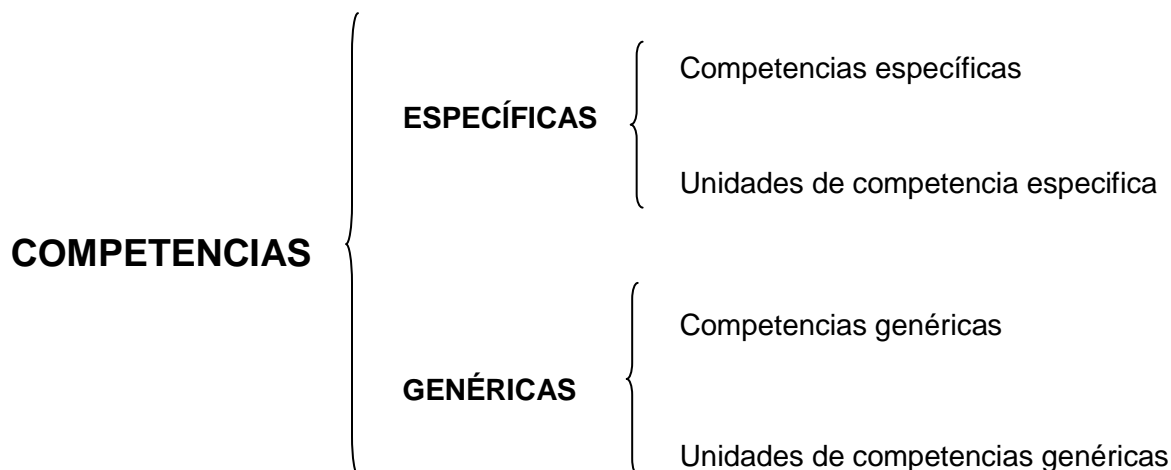 Competencias específicas
ESPECÍFICAS
Unidades de competencia especifica
COMPETENCIAS
Competencias genéricas
GENÉRICAS
Unidades de competencias genéricas